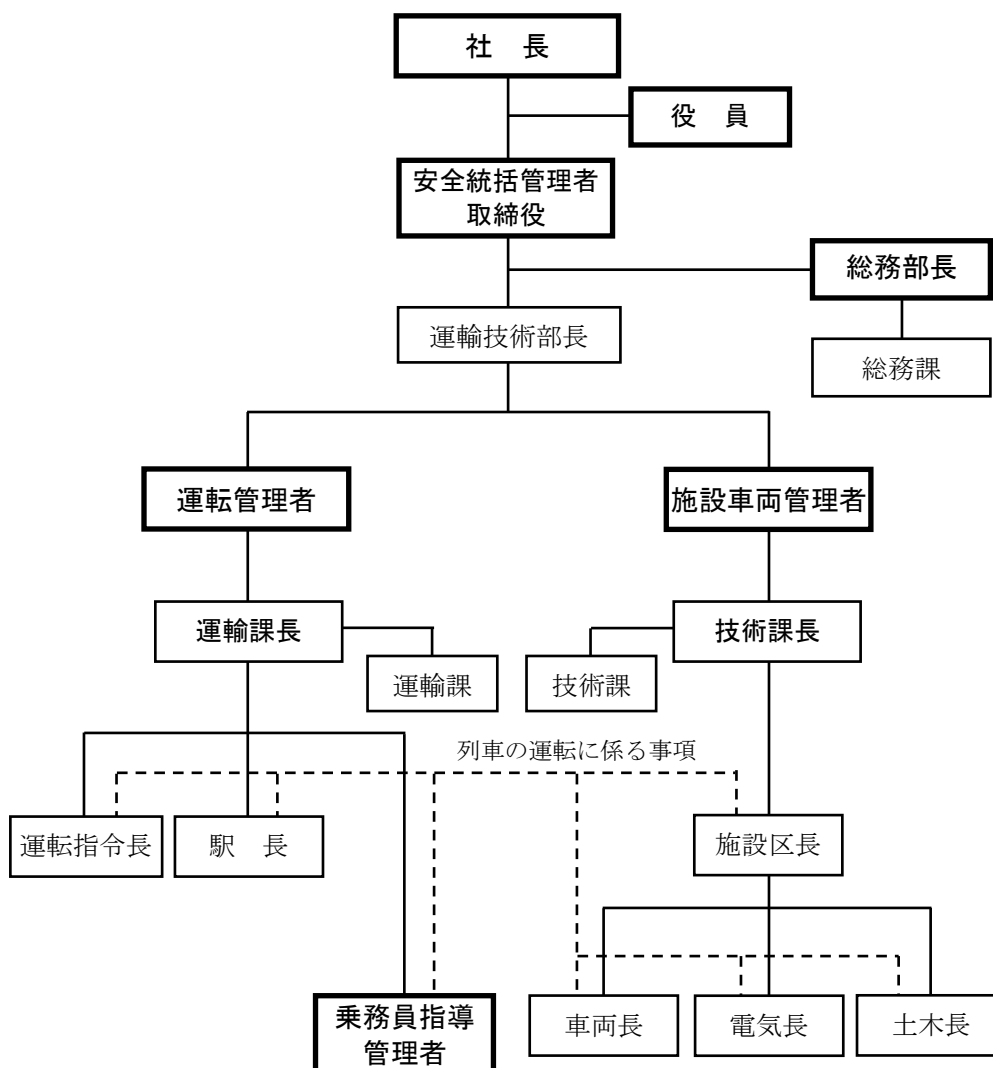 社　長
役　員
安全統括管理者
取締役
総務部長
運輸技術部長
総務課
運転管理者
施設車両管理者
運輸課長
技術課長
運輸課
技術課
列車の運転に係る事項
運転指令長
駅　長
施設区長
乗務員指導
管理者
車両長
電気長
土木長